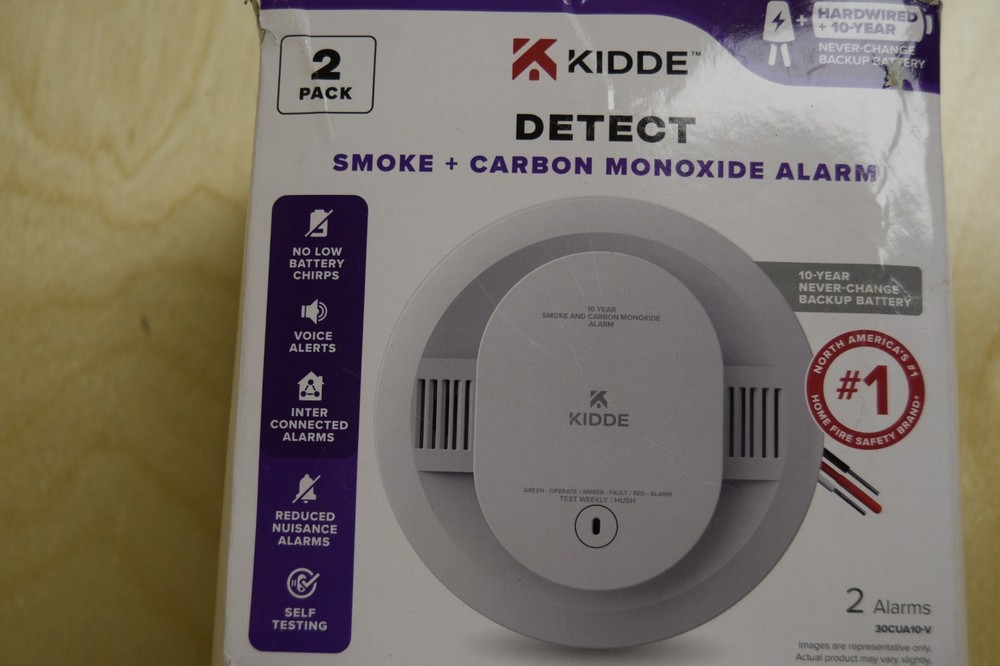 2
PACK
KIDDE™
+ HARDWIRED
+ 10-YEAR
NEVER-CHANGE
BACKUP BATTERY
DETECT
SMOKE + CARBON MONOXIDE ALARM
NO LOW
BATTERY
CHIRPS
VOICE
ALERTS
INTER
CONNECTED
ALARMS
REDUCED
NUISANCE
ALARMS
SELF
TESTING
10 YEAR
SMOKE AND CARBON MONOXIDE
ALARM
KIDDE
GREEN - OPERATE / AMBER - FAULT / RED - ALARM
TEST WEEKLY / HUSH
10-YEAR
NEVER-CHANGE
BACKUP BATTERY
NORTH AMERICA'S #1
#1
HOME FIRE SAFETY BRAND*
2 Alarms
30CUA10-V
Images are representative only.
Actual product may vary slightly.